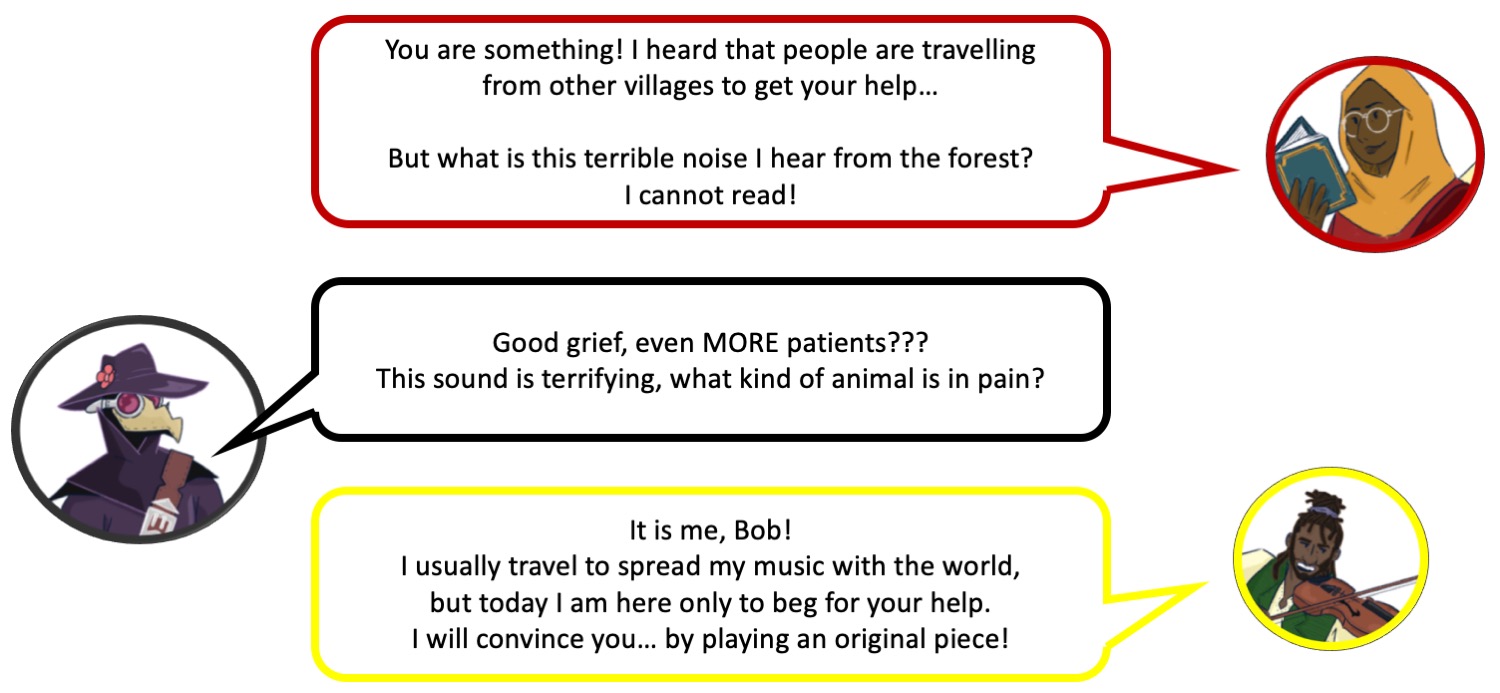 You are something! I heard that people are travelling
from other villages to get your help…
But what is this terrible noise I hear from the forest?
I cannot read!
Good grief, even MORE patients???
This sound is terrifying, what kind of animal is in pain?
It is me, Bob!
I usually travel to spread my music with the world,
but today I am here only to beg for your help.
I will convince you… by playing an original piece!